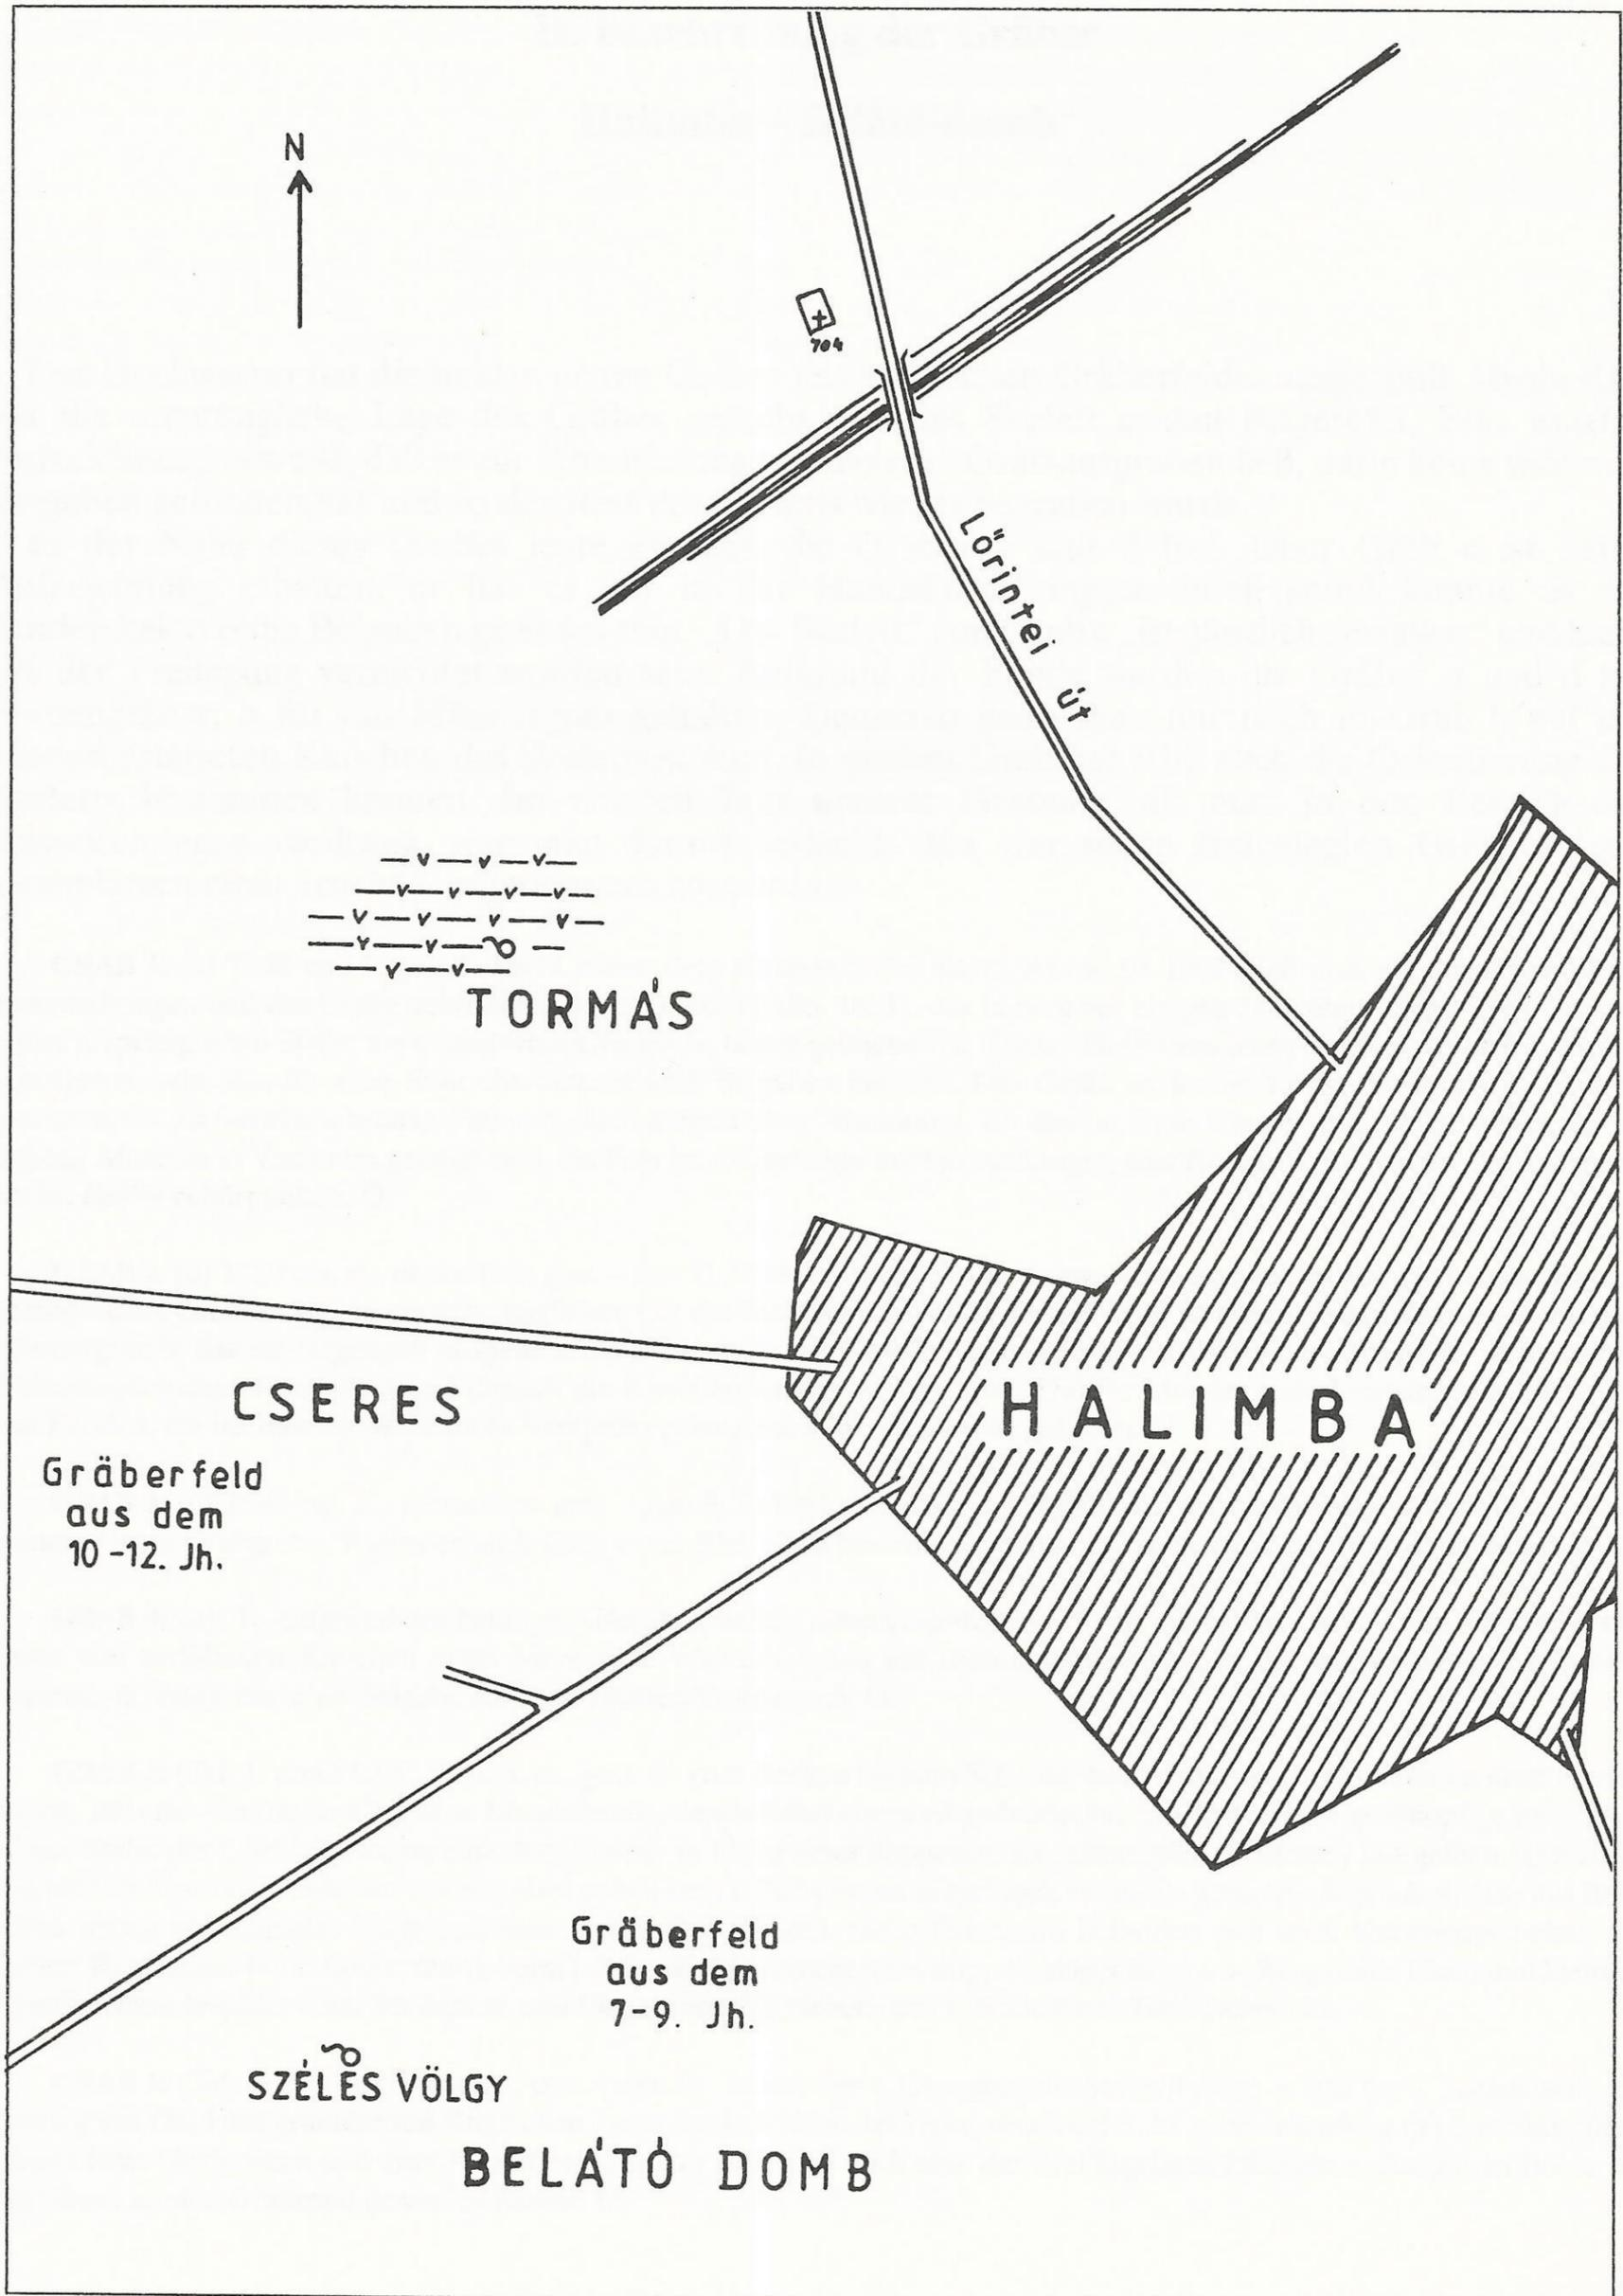 N
704
Lőrintei út
TORMÁS
CSERES
HALIMBA
Gräberfeld
aus dem
10-12. Jh.
Gräberfeld
aus dem
7-9. Jh.
SZÉLES VÖLGY
BELÁTÓ DOMB